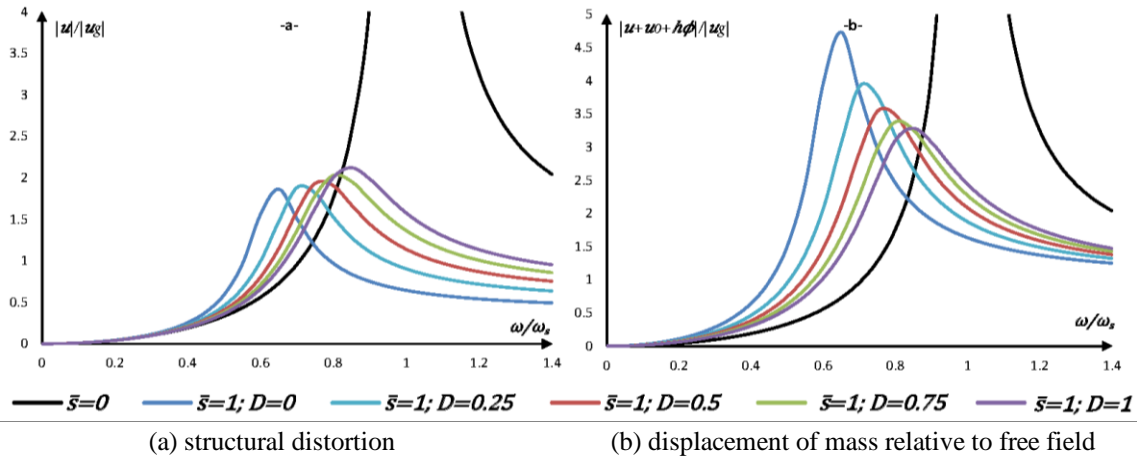 |u|/|ug|
-a-
4
3.5
3
2.5
2
1.5
1
0.5
0
0 0.2 0.4 0.6 0.8 1 1.2 1.4
ω/ωs
|u+u0+hϕ|/|ug|
-b-
5
4.5
4
3.5
3
2.5
2
1.5
1
0.5
0
0 0.2 0.4 0.6 0.8 1 1.2 1.4
ω/ωs
s̄=0 s̄=1; D=0 s̄=1; D=0.25 s̄=1; D=0.5 s̄=1; D=0.75 s̄=1; D=1
(a) structural distortion (b) displacement of mass relative to free field